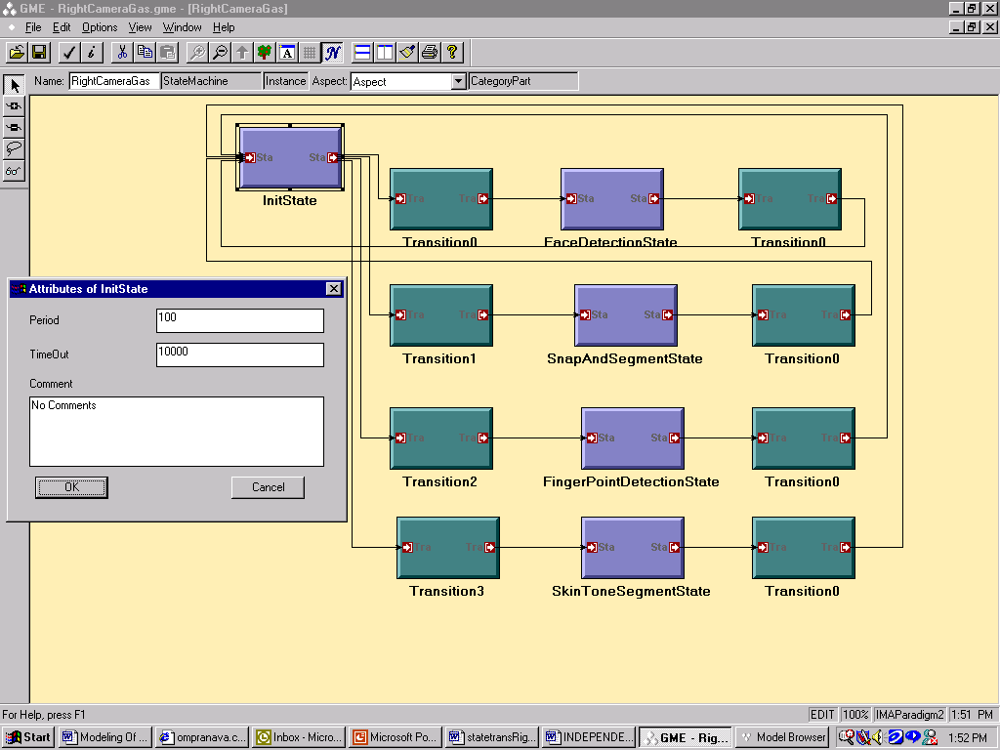 GME - RightCameraGas.gme - [RightCameraGas]
File Edit Options View Window Help
Name: RightCameraGas StateMachine Instance Aspect: Aspect CategoryPart
Sta Sta
InitState
Tra Tra Sta Sta Tra Tra
Transition0 FaceDetectionState Transition0
Attributes of InitState
Period 100
TimeOut 10000
Comment
No Comments
OK Cancel
Tra Tra Sta Sta Tra Tra
Transition1 SnapAndSegmentState Transition0
Tra Tra Sta Sta Tra Tra
Transition2 FingerPointDetectionState Transition0
Tra Tra Sta Sta Tra Tra
Transition3 SkinToneSegmentState Transition0
For Help, press F1 EDIT 100% IMAParadigm2 1:51 PM
Start Modeling Of ... ompranava.c... Inbox - Micro... Microsoft Po... statetransRig... INDEPENDE... GME - Rig... Model Browser 1:52 PM